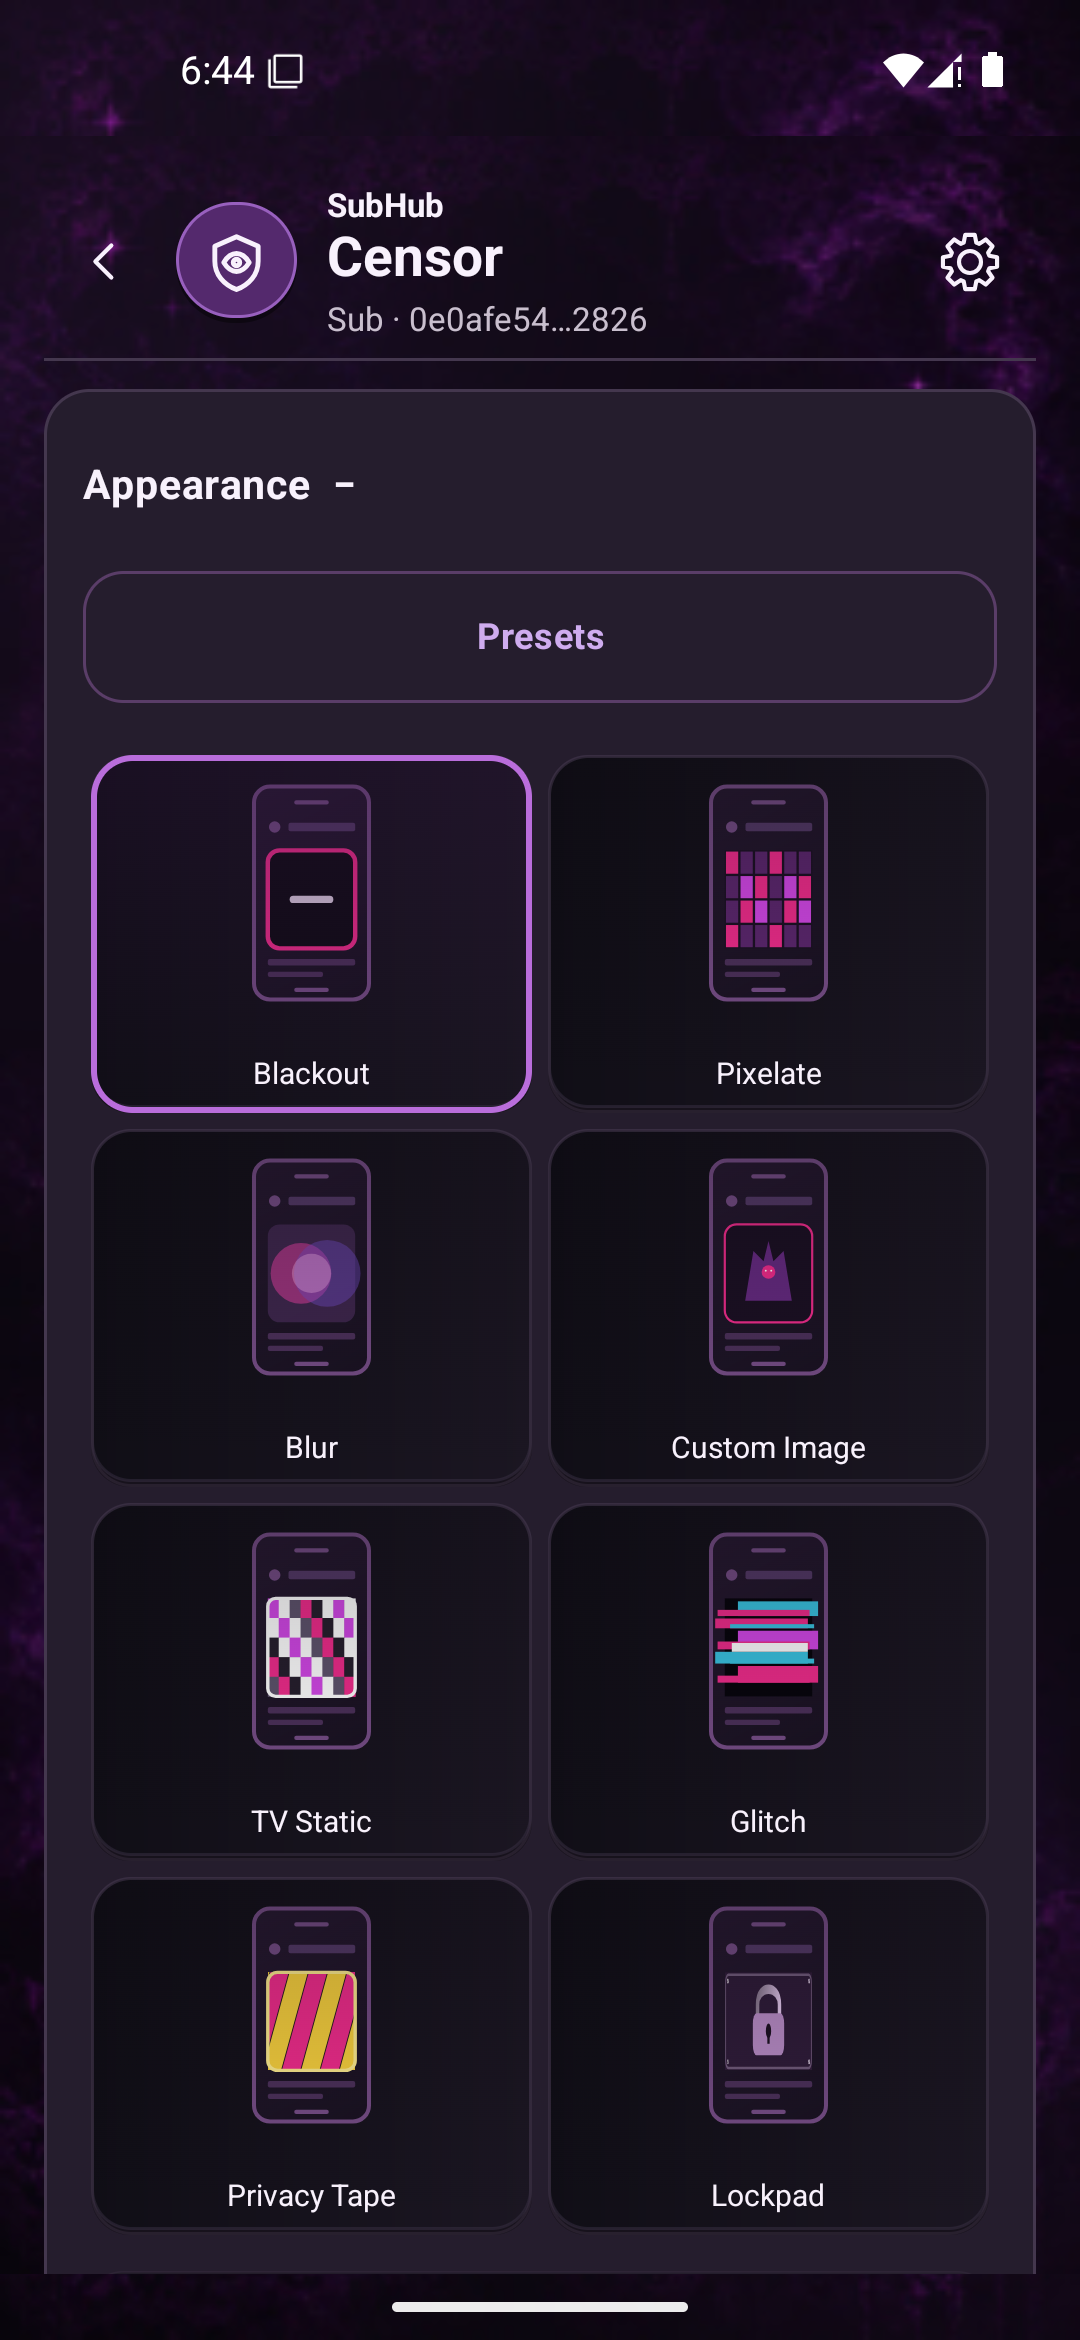 6:44
SubHub
Censor
Sub · 0e0afe54…2826
Appearance −
Presets
Blackout
Pixelate
Blur
Custom Image
TV Static
Glitch
Privacy Tape
Lockpad